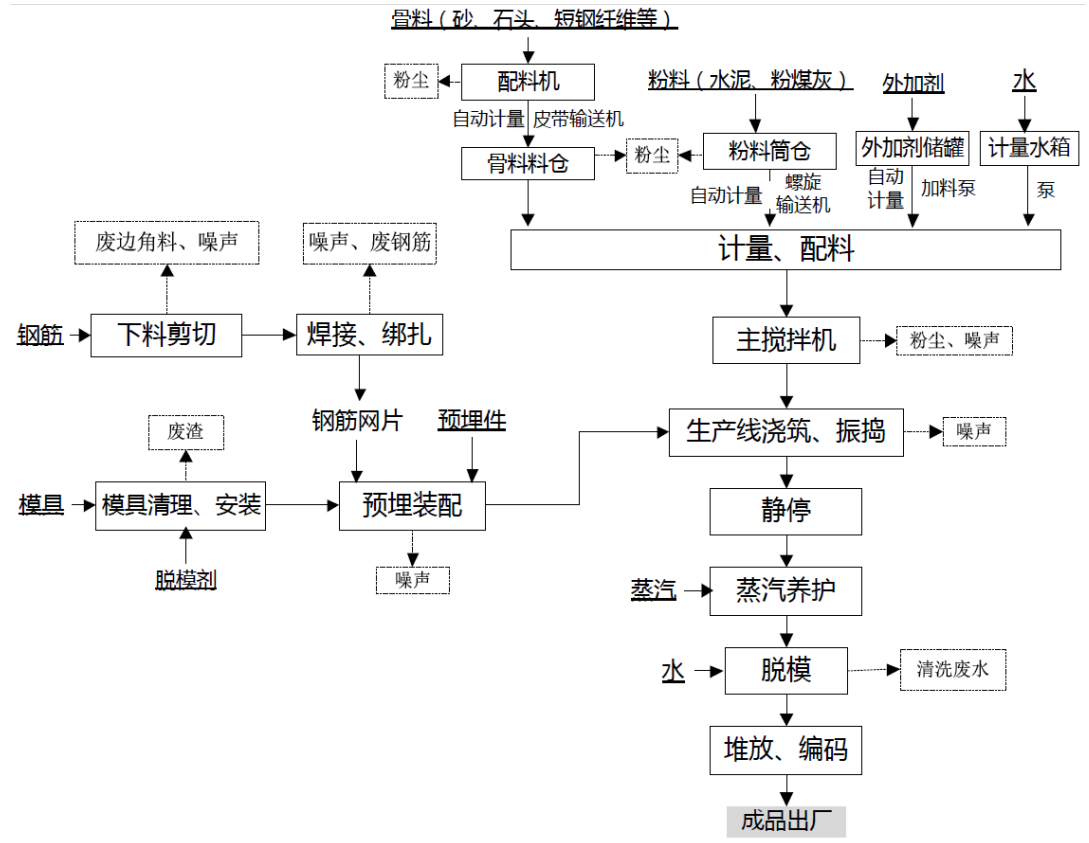 骨料（砂、石头、短钢纤维等）
粉尘
配料机
粉料（水泥、粉煤灰）
外加剂
水
自动计量
皮带输送机
骨料料仓
粉尘
粉料筒仓
外加剂储罐
计量水箱
自动计量
螺旋
输送机
自动
计量
加料泵
泵
废边角料、噪声
噪声、废钢筋
计量、配料
钢筋
下料剪切
焊接、绑扎
主搅拌机
粉尘、噪声
钢筋网片
预埋件
废渣
生产线浇筑、振捣
噪声
模具
模具清理、安装
预埋装配
静停
脱模剂
噪声
蒸汽
蒸汽养护
水
脱模
清洗废水
堆放、编码
成品出厂